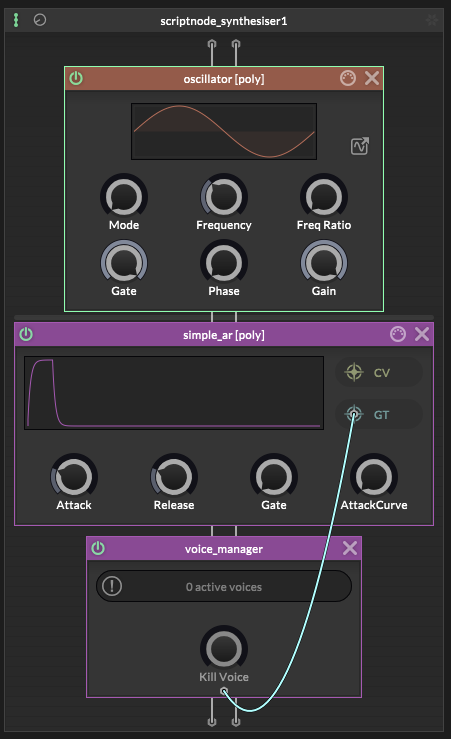 scriptnode_synthesiser1
oscillator [poly]
Mode
Frequency
Freq Ratio
Gate
Phase
Gain
simple_ar [poly]
CV
GT
Attack
Release
Gate
AttackCurve
voice_manager
0 active voices
Kill Voice